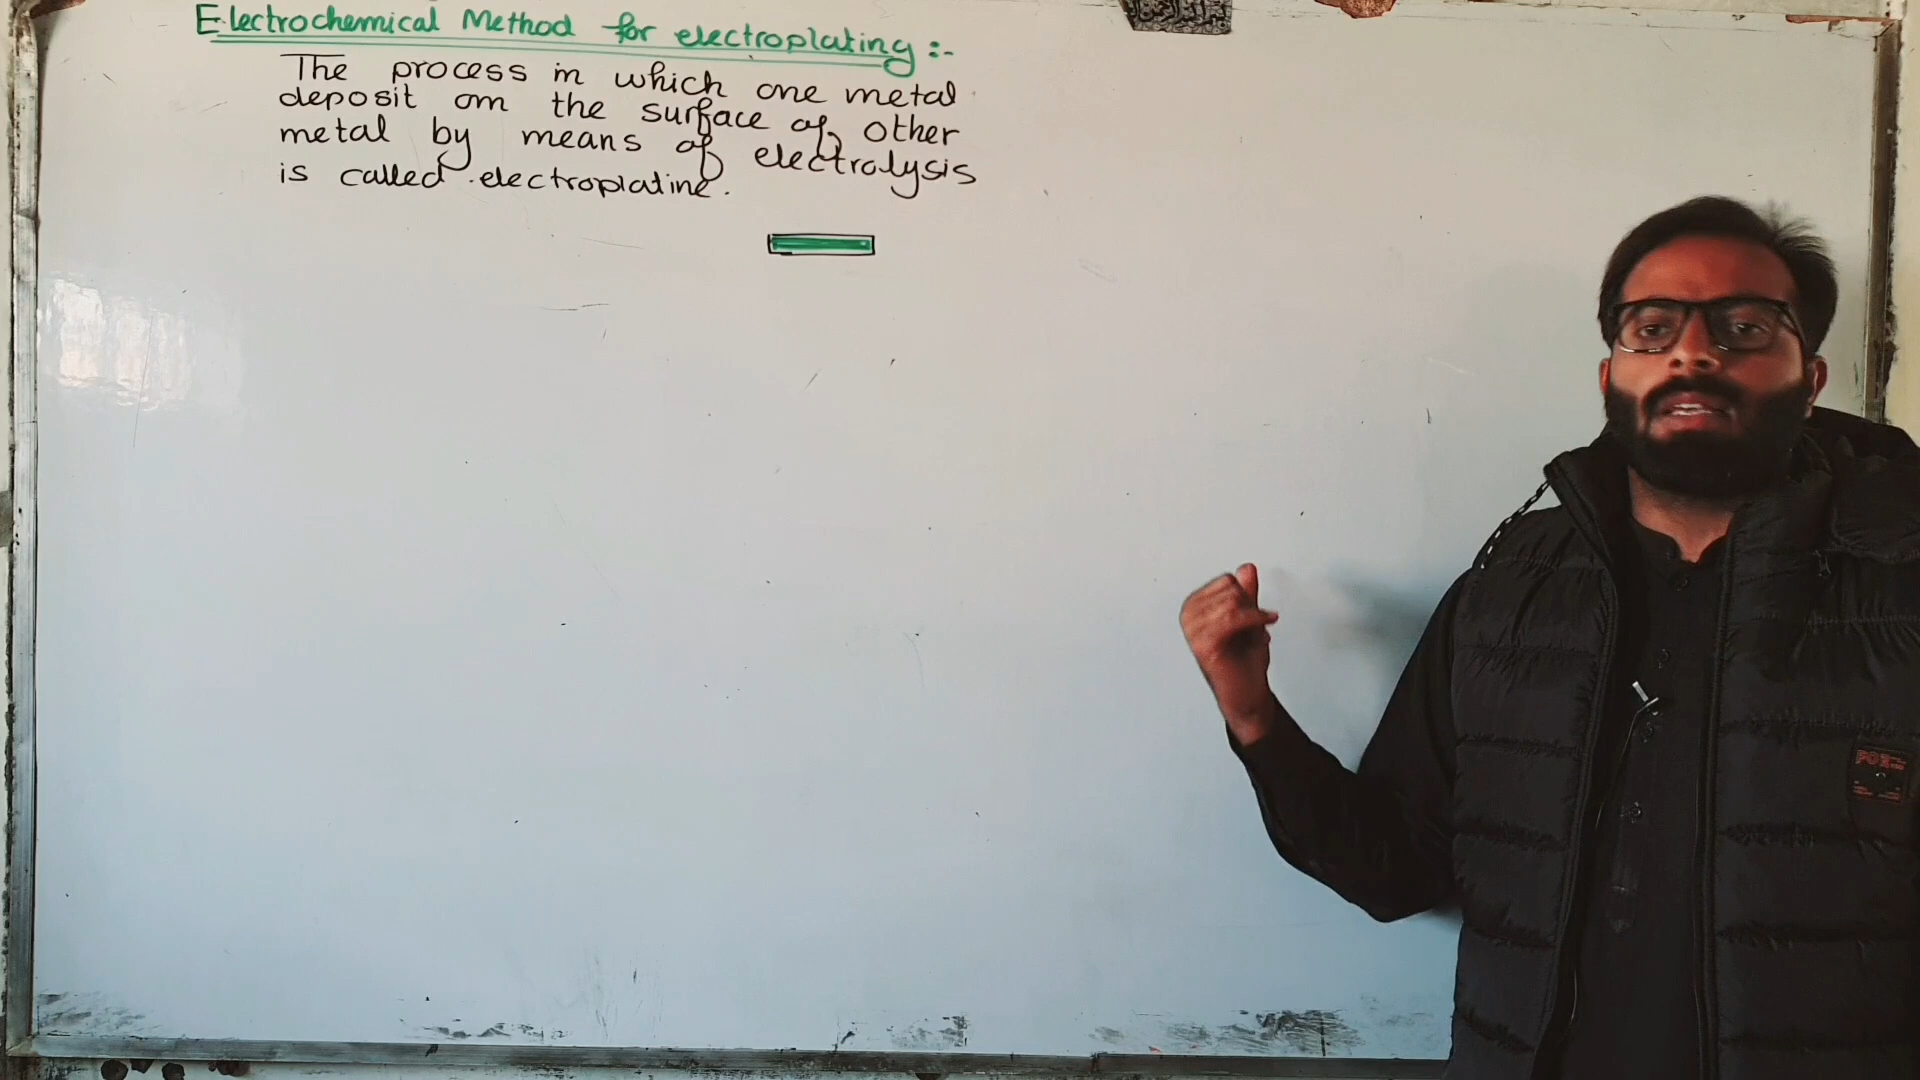 Electrochemical Method for electroplating :-
The process in which one metal
deposit on the surface of other
metal by means of electrolysis
is called electroplatine.